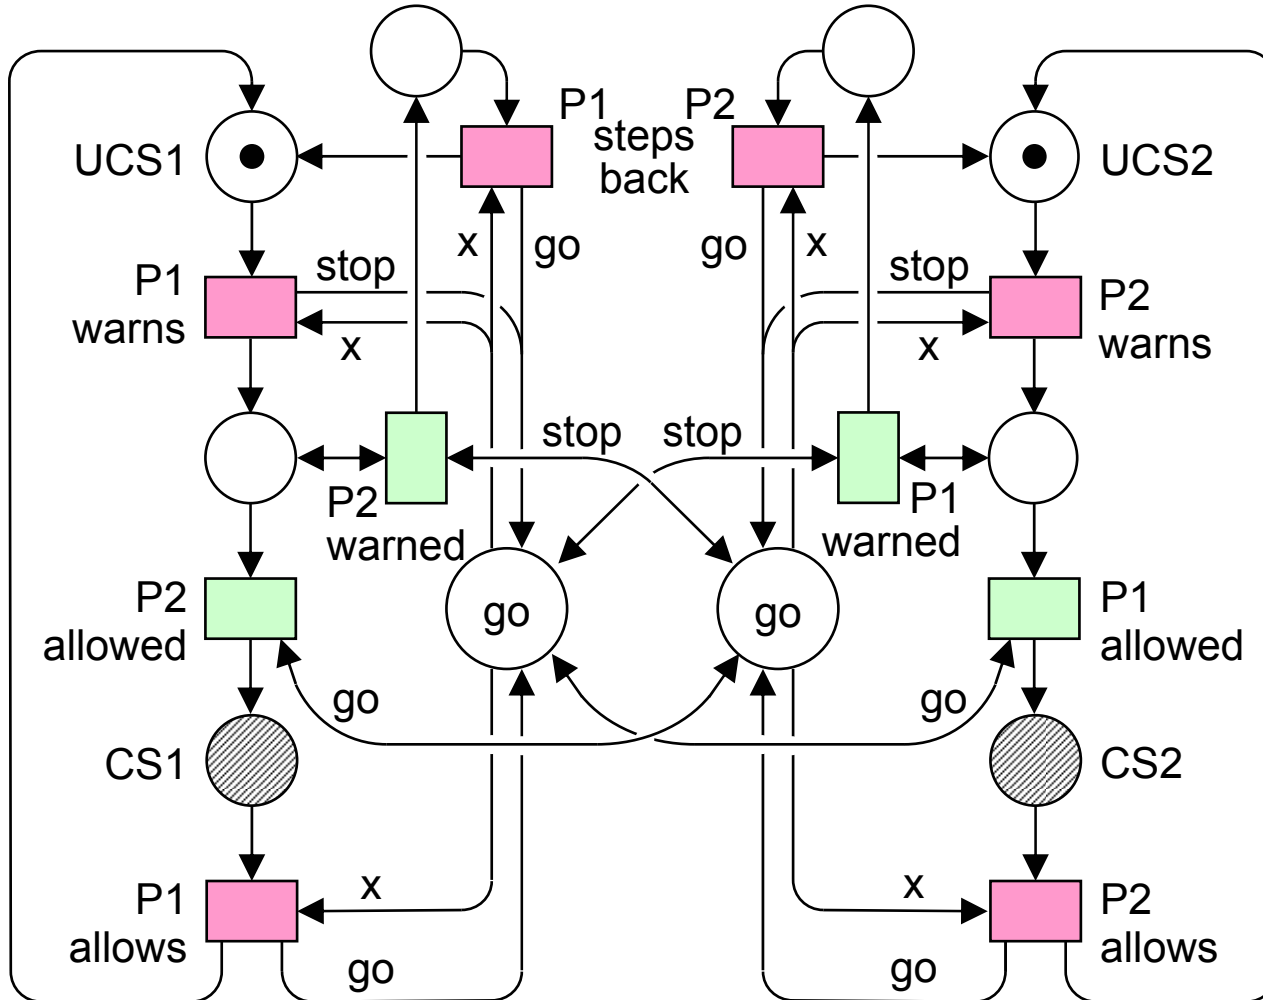 P1 P2
steps
back
UCS1
UCS2
x
go
go
x
stop
stop
P1
warns
P2
warns
x
x
stop
stop
P2
warned
P1
warned
go
go
P2
allowed
P1
allowed
go
go
CS1
CS2
x
x
P1
allows
P2
allows
go
go